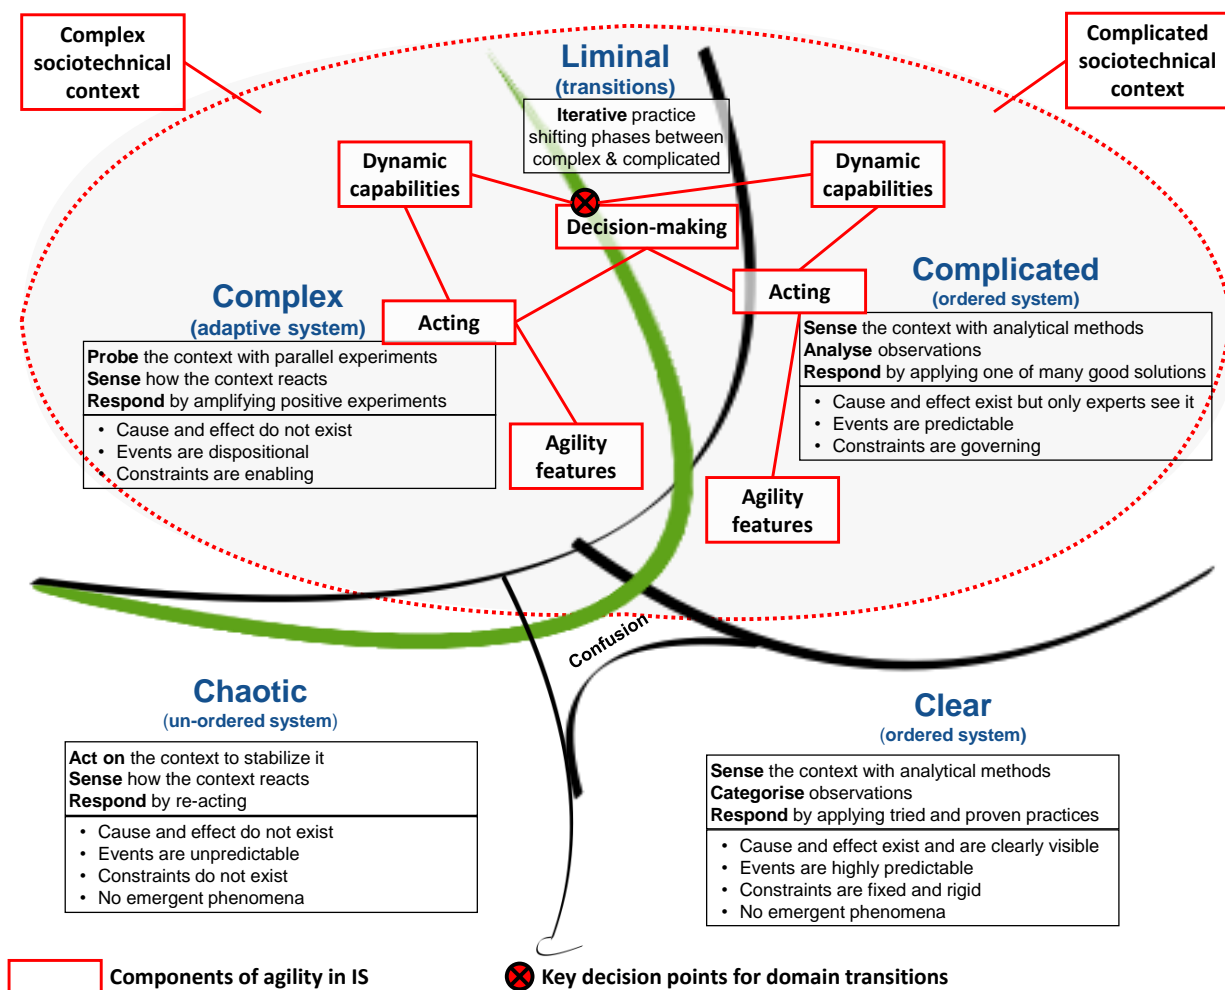 Complex
sociotechnical
context
Liminal
(transitions)
Iterative practice
shifting phases between
complex & complicated
Complicated
sociotechnical
context
Dynamic
capabilities
Dynamic
capabilities
Decision-making
Complex
(adaptive system)
Acting
Acting
Complicated
(ordered system)
Probe the context with parallel experiments
Sense how the context reacts
Respond by amplifying positive experiments
• Cause and effect do not exist
• Events are dispositional
• Constraints are enabling
Agility
features
Sense the context with analytical methods
Analyse observations
Respond by applying one of many good solutions
• Cause and effect exist but only experts see it
• Events are predictable
• Constraints are governing
Agility
features
Confusion
Chaotic
(un-ordered system)
Act on the context to stabilize it
Sense how the context reacts
Respond by re-acting
• Cause and effect do not exist
• Events are unpredictable
• Constraints do not exist
• No emergent phenomena
Clear
(ordered system)
Sense the context with analytical methods
Categorise observations
Respond by applying tried and proven practices
• Cause and effect exist and are clearly visible
• Events are highly predictable
• Constraints are fixed and rigid
• No emergent phenomena
Components of agility in IS
Key decision points for domain transitions